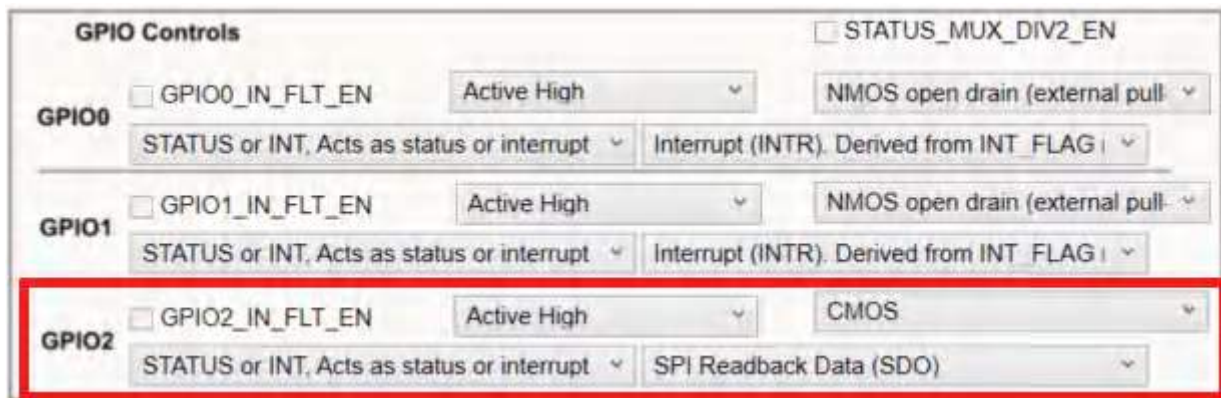 GPIO Controls STATUS_MUX_DIV2_EN
GPIO0 GPIO0_IN_FLT_EN Active High NMOS open drain (external pull-
STATUS or INT, Acts as status or interrupt Interrupt (INTR). Derived from INT_FLAG
GPIO1 GPIO1_IN_FLT_EN Active High NMOS open drain (external pull-
STATUS or INT, Acts as status or interrupt Interrupt (INTR). Derived from INT_FLAG
GPIO2 GPIO2_IN_FLT_EN Active High CMOS
STATUS or INT, Acts as status or interrupt SPI Readback Data (SDO)